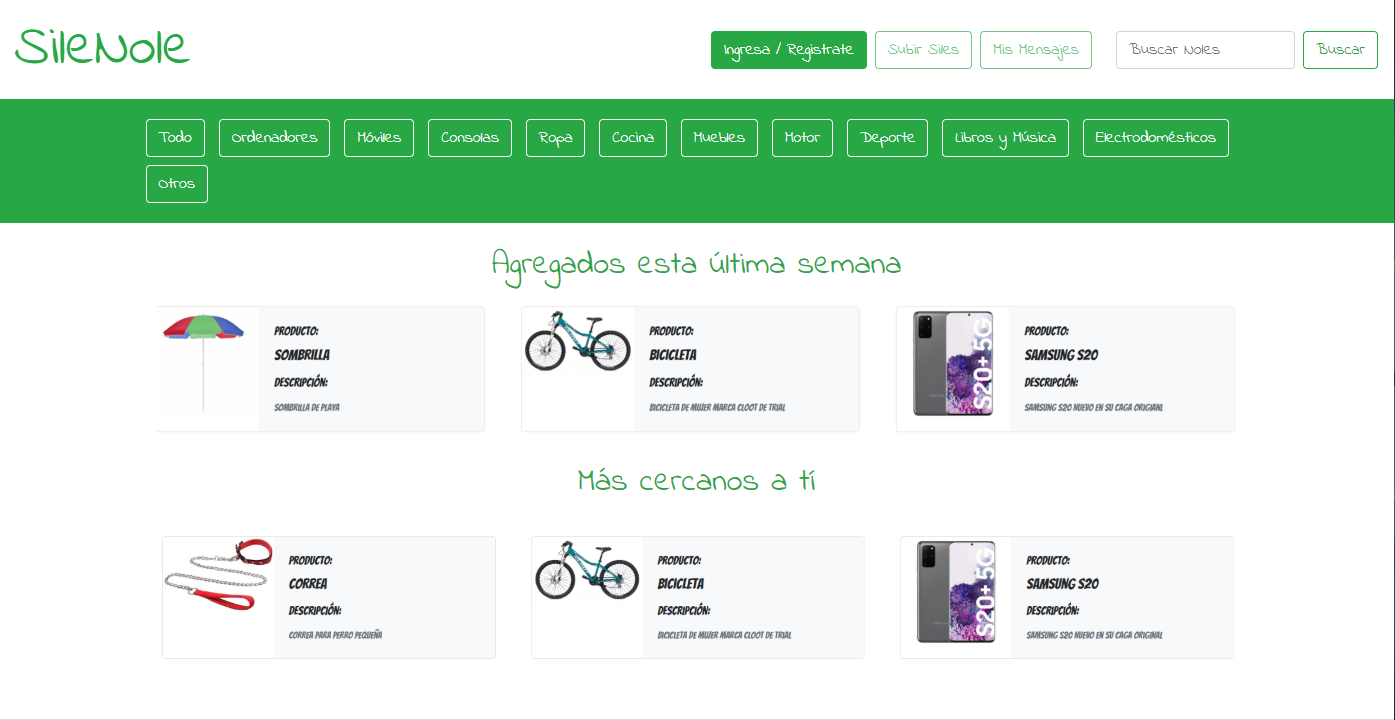 SileNole
Ingresa / Registrate Subir Siles Mis Mensajes Buscar Noles Buscar
Todo Ordenadores Móviles Consolas Ropa Cocina Muebles Motor Deporte Libros y Música Electrodomésticos
Otros
Agregados esta última semana
PRODUCTO: PRODUCTO: PRODUCTO:
SOMBRILLA BICICLETA SAMSUNG S20
DESCRIPCIÓN: DESCRIPCIÓN: DESCRIPCIÓN:
SOMBRILLA DE PLAYA BICICLETA DE MUJER MARCA CLOOT DE TRIAL SAMSUNG S20 NUEVO EN SU CAGA ORIGIANL
S20+ 5G
Más cercanos a tí
PRODUCTO: PRODUCTO: PRODUCTO:
CORREA BICICLETA SAMSUNG S20
DESCRIPCIÓN: DESCRIPCIÓN: DESCRIPCIÓN:
CORREA PARA PERRO PEQUEÑA BICICLETA DE MUJER MARCA CLOOT DE TRIAL SAMSUNG S20 NUEVO EN SU CAGA ORIGINAL
S20+ 5G